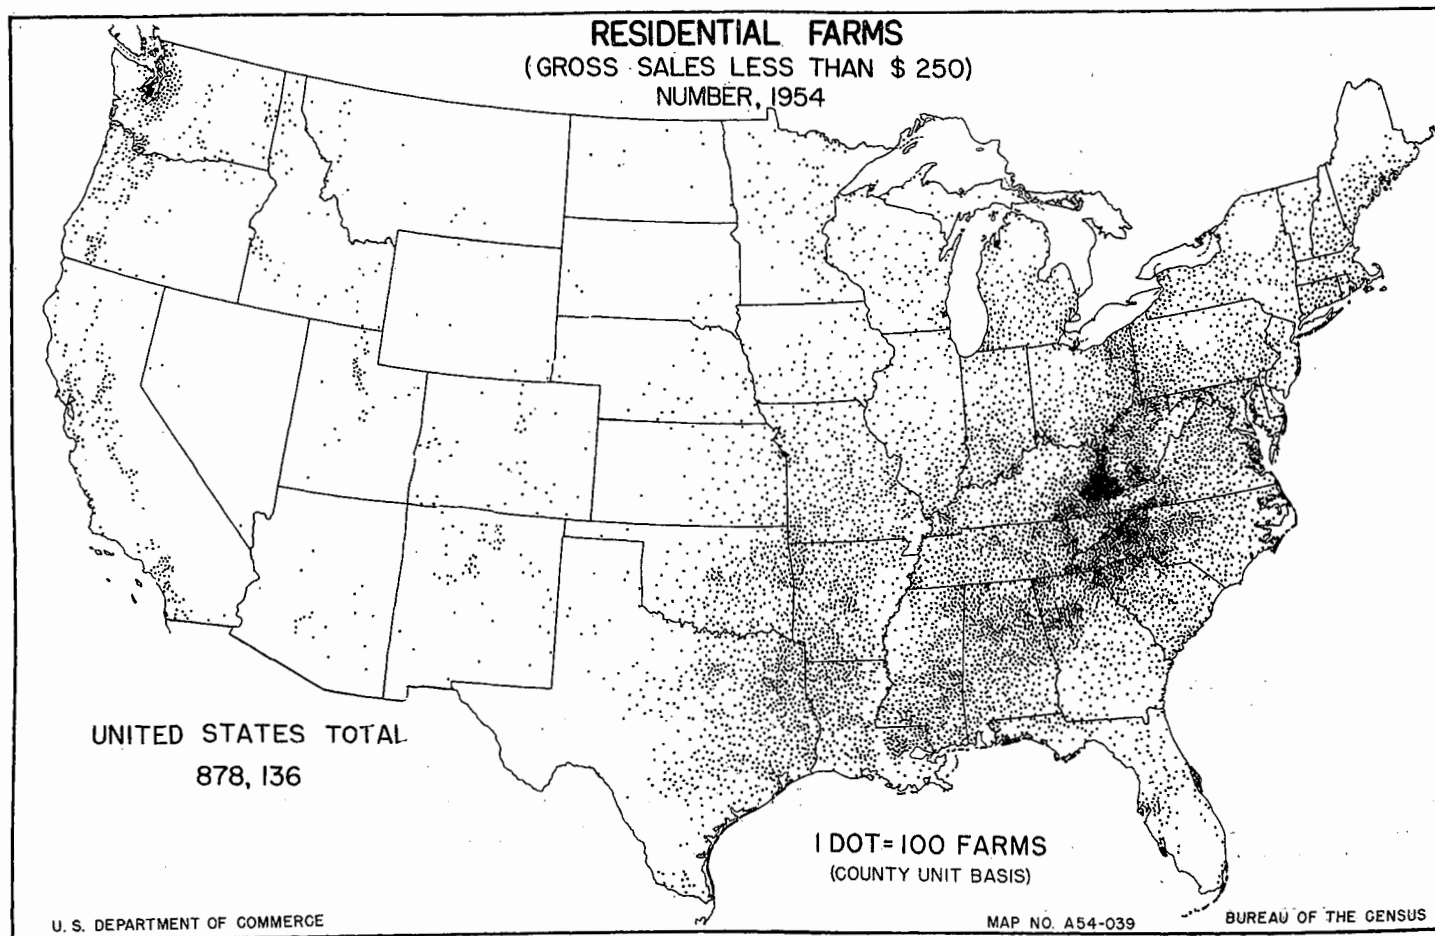 RESIDENTIAL FARMS
(GROSS SALES LESS THAN $ 250)
NUMBER, 1954
UNITED STATES TOTAL
878, 136
1 DOT = 100 FARMS
(COUNTY UNIT BASIS)
U. S. DEPARTMENT OF COMMERCE
MAP NO. A54-039
BUREAU OF THE CENSUS